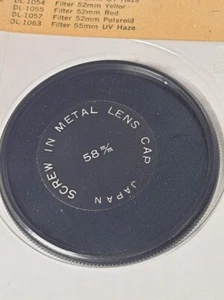 DL-1054 Filter 52mm Yellor
DL-1055 Filter 52mm Red
DL-1057 Filter 52mm Polaroid
DL-1063 Filter 55mm UV Haze
SCREW IN METAL LENS CAP JAPAN
58 m/m